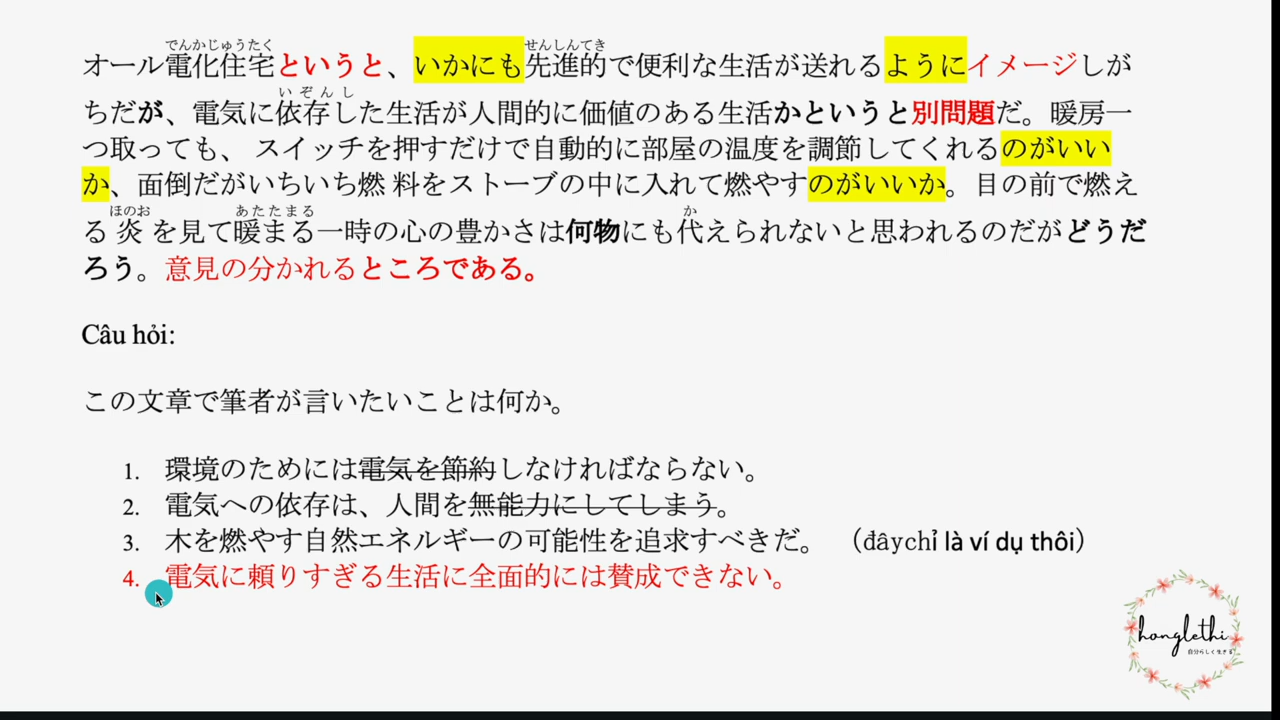 でんかじゅうたく せんしんてき
オール電化住宅というと、いかにも先進的で便利な生活が送れるようにイメージしが
いぞんし
ちだが、電気に依存した生活が人間的に価値のある生活かというと別問題だ。暖房一
つ取っても、 スイッチを押すだけで自動的に部屋の温度を調節してくれるのがいい
か、面倒だがいちいち燃 料をストーブの中に入れて燃やすのがいいか。目の前で燃え
ほのお あたたまる か
る 炎 を見て暖まる一時の心の豊かさは何物にも代えられないと思われるのだがどうだ
ろう。意見の分かれるところである。
Câu hỏi:
この文章で筆者が言いたいことは何か。
1. 環境のためには電気を節約しなければならない。
2. 電気への依存は、人間を無能力にしてしまう。
3. 木を燃やす自然エネルギーの可能性を追求すべきだ。 （đâychỉ là ví dụ thôi）
4. 電気に頼りすぎる生活に全面的には賛成できない。
honglethi
自分らしく生きる